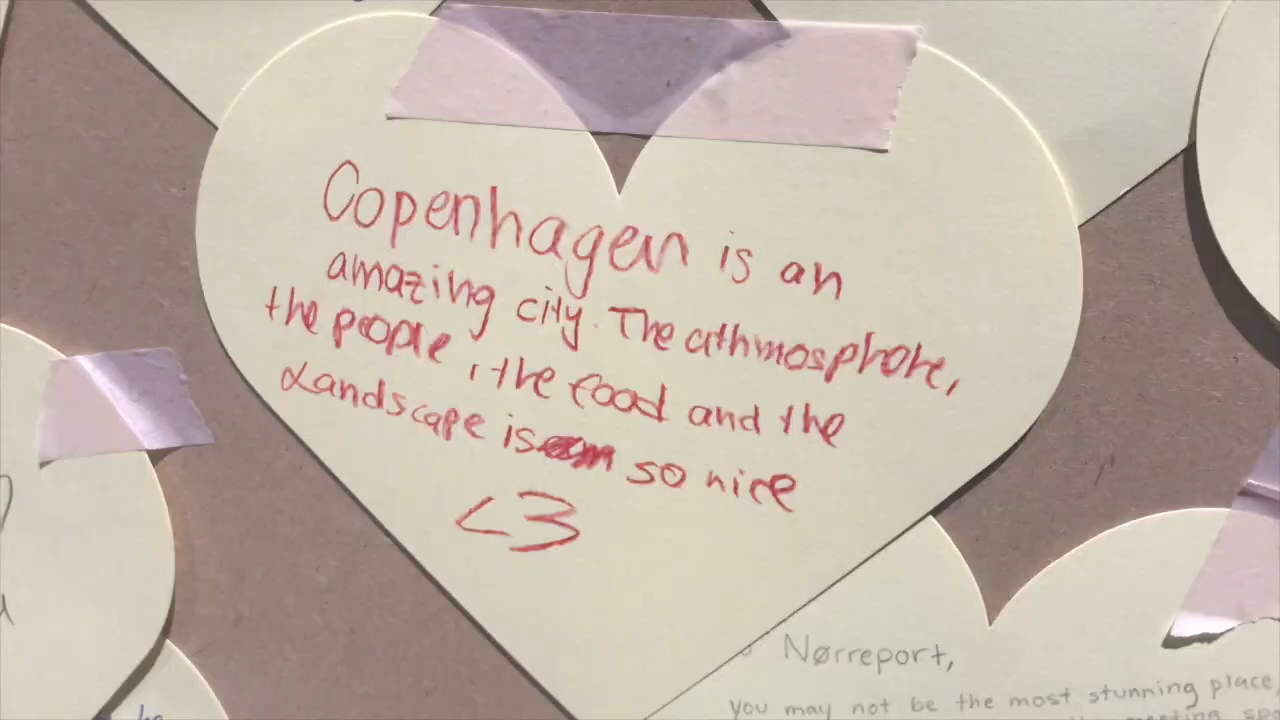 Copenhagen is an
amazing city. The athmosphore,
the people, the food and the
Landscape is so nice
<3
Nørreport,
you may not be the most stunning place,